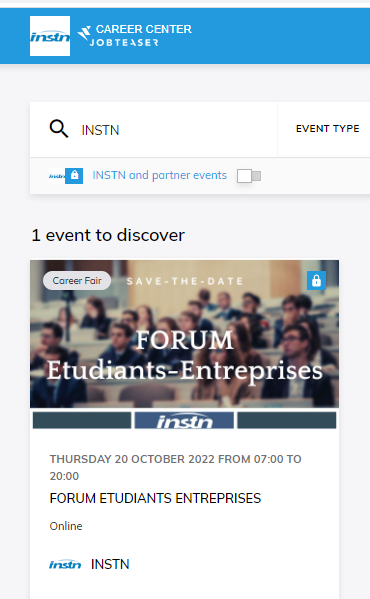 instn
CAREER CENTER
JOBTEASER
INSTN
EVENT TYPE
instn
INSTN and partner events
1 event to discover
Career Fair
SAVE-THE-DATE
FORUM
Etudiants-Entreprises
instn
THURSDAY 20 OCTOBER 2022 FROM 07:00 TO
20:00
FORUM ETUDIANTS ENTREPRISES
Online
instn INSTN